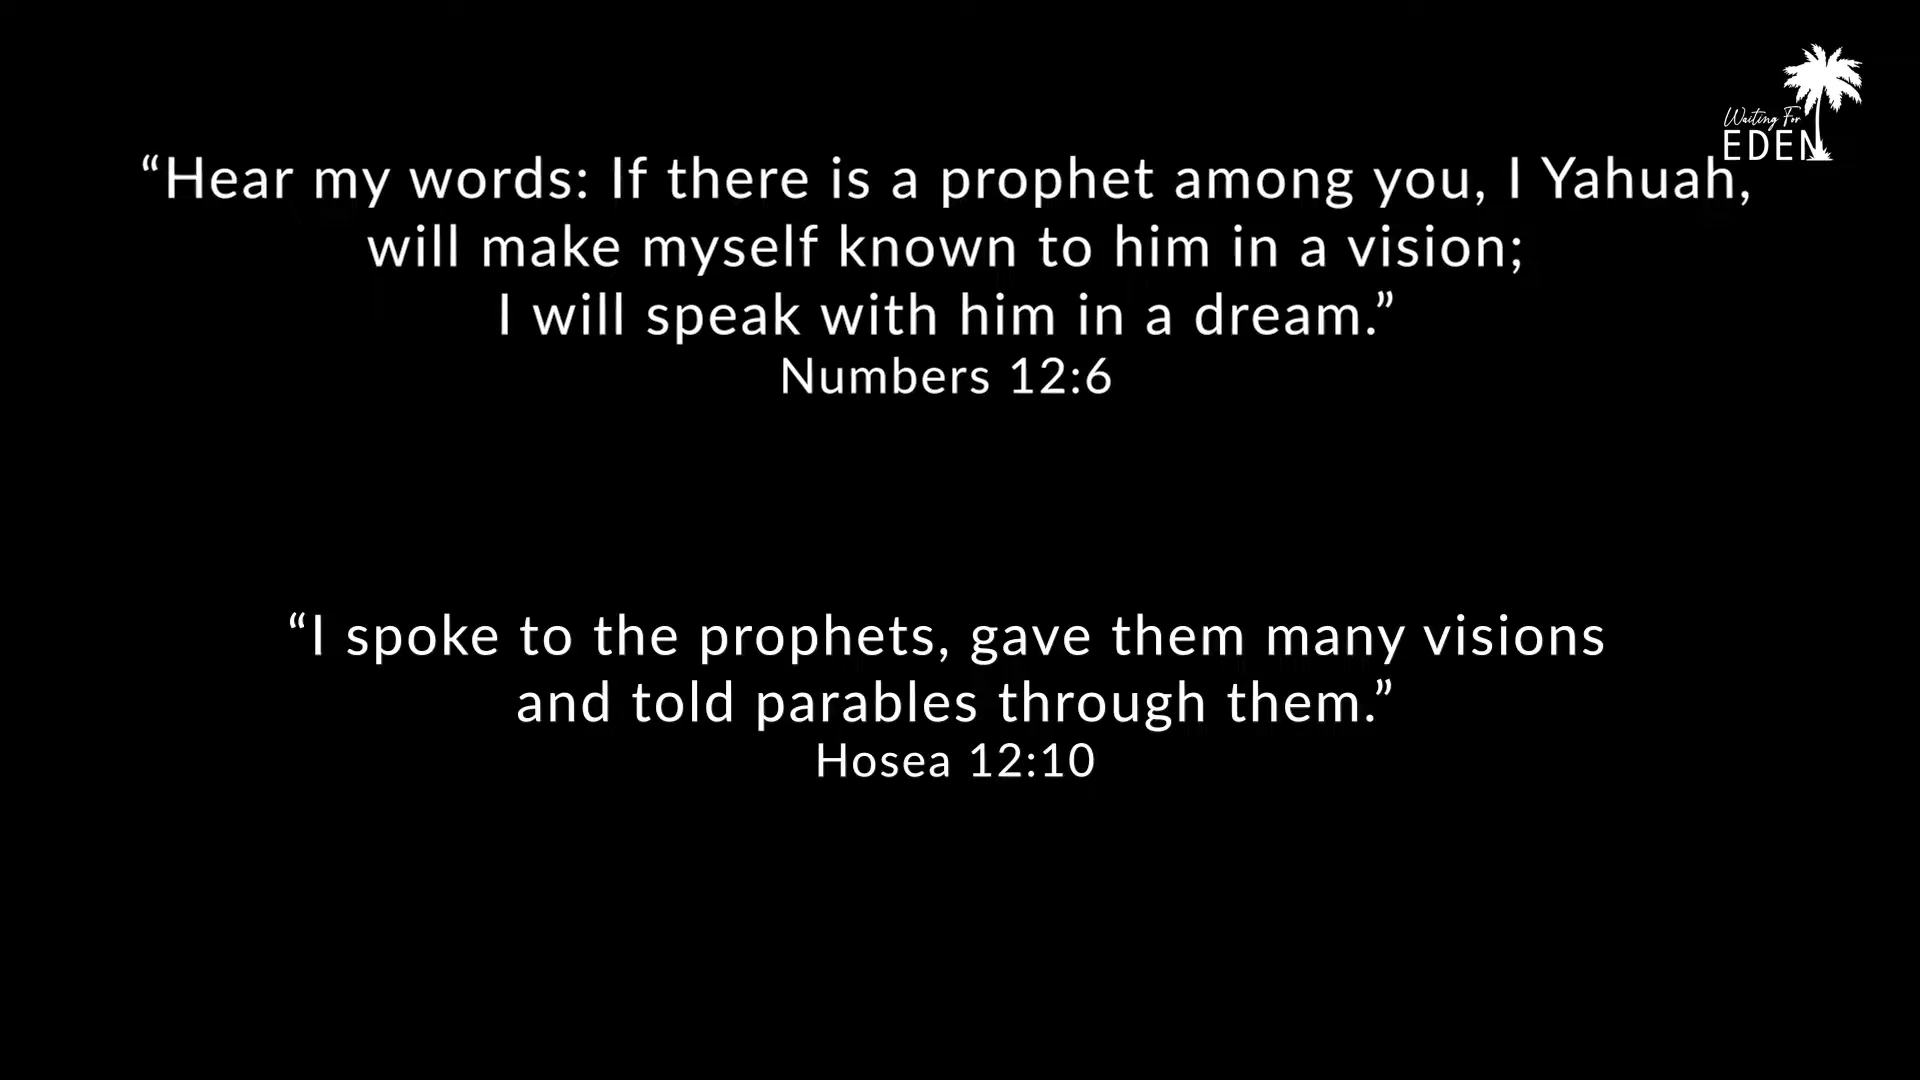 Waiting For
EDEN
“Hear my words: If there is a prophet among you, I Yahuah,
will make myself known to him in a vision;
I will speak with him in a dream.”
Numbers 12:6
“I spoke to the prophets, gave them many visions
and told parables through them.”
Hosea 12:10